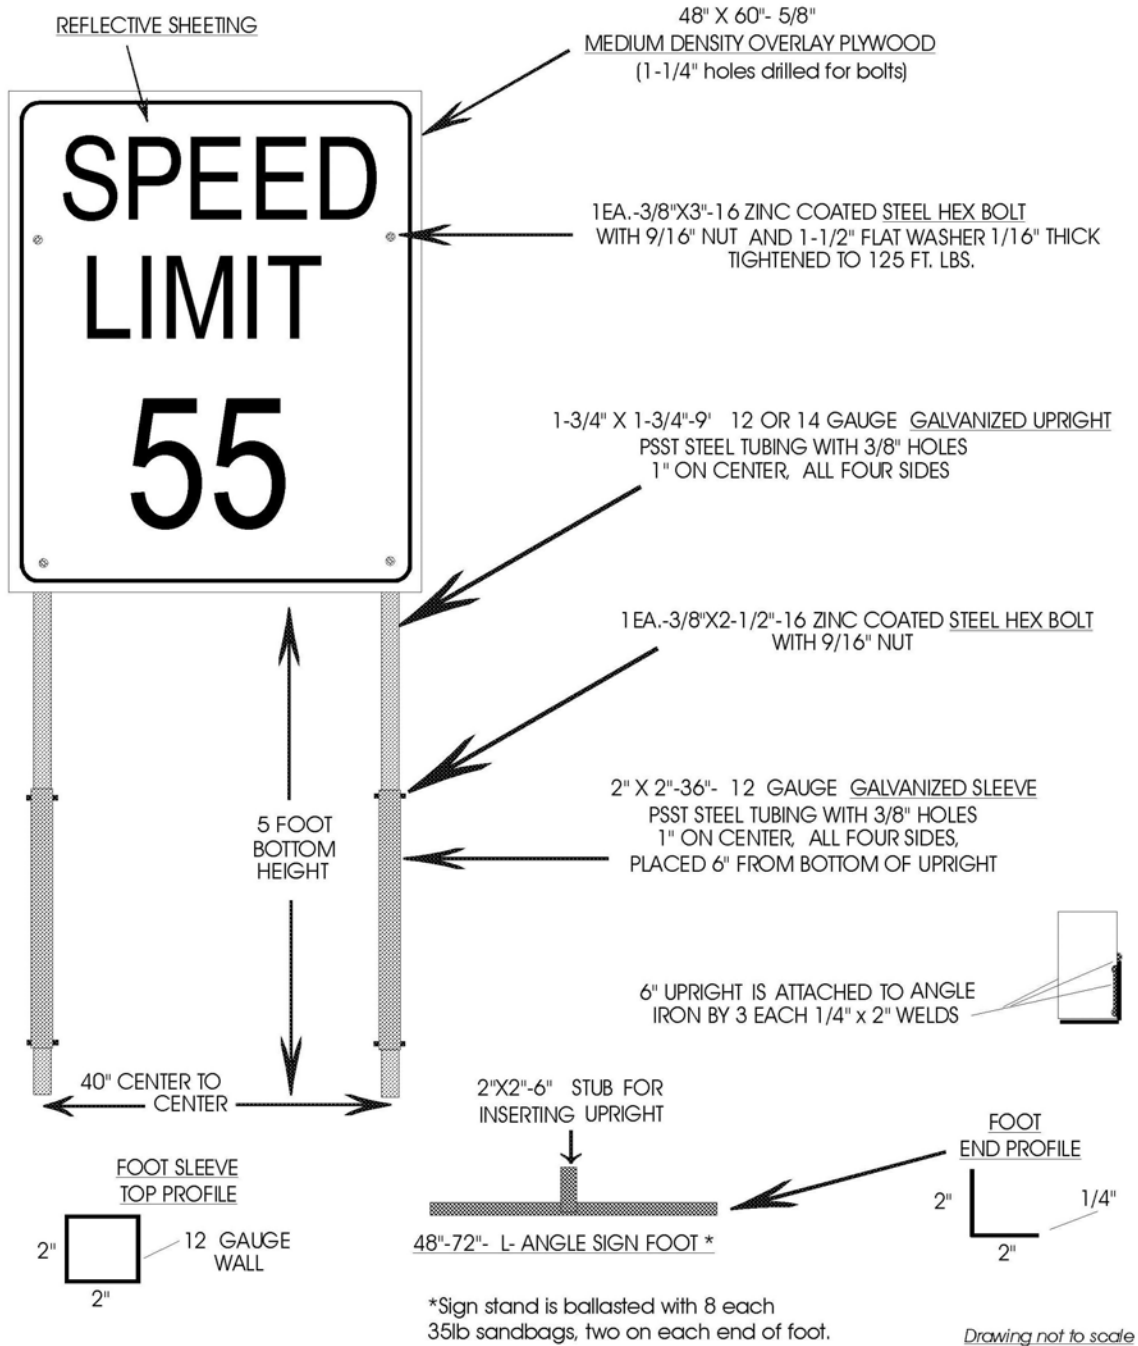 REFLECTIVE SHEETING
48" X 60"- 5/8"
MEDIUM DENSITY OVERLAY PLYWOOD
(1-1/4" holes drilled for bolts)
SPEED
LIMIT
55
1EA.-3/8"X3"-16 ZINC COATED STEEL HEX BOLT
WITH 9/16" NUT AND 1-1/2" FLAT WASHER 1/16" THICK
TIGHTENED TO 125 FT. LBS.
1-3/4" X 1-3/4"-9' 12 OR 14 GAUGE GALVANIZED UPRIGHT
PSST STEEL TUBING WITH 3/8" HOLES
1" ON CENTER, ALL FOUR SIDES
1EA.-3/8"X2-1/2"-16 ZINC COATED STEEL HEX BOLT
WITH 9/16" NUT
2" X 2"-36"- 12 GAUGE GALVANIZED SLEEVE
PSST STEEL TUBING WITH 3/8" HOLES
1" ON CENTER, ALL FOUR SIDES,
PLACED 6" FROM BOTTOM OF UPRIGHT
5 FOOT
BOTTOM
HEIGHT
6" UPRIGHT IS ATTACHED TO ANGLE
IRON BY 3 EACH 1/4" x 2" WELDS
40" CENTER TO
CENTER
2"X2"-6" STUB FOR
INSERTING UPRIGHT
FOOT
END PROFILE
2"
1/4"
2"
FOOT SLEEVE
TOP PROFILE
2"
12 GAUGE
WALL
2"
48"-72"- L- ANGLE SIGN FOOT *
*Sign stand is ballasted with 8 each
35lb sandbags, two on each end of foot.
Drawing not to scale